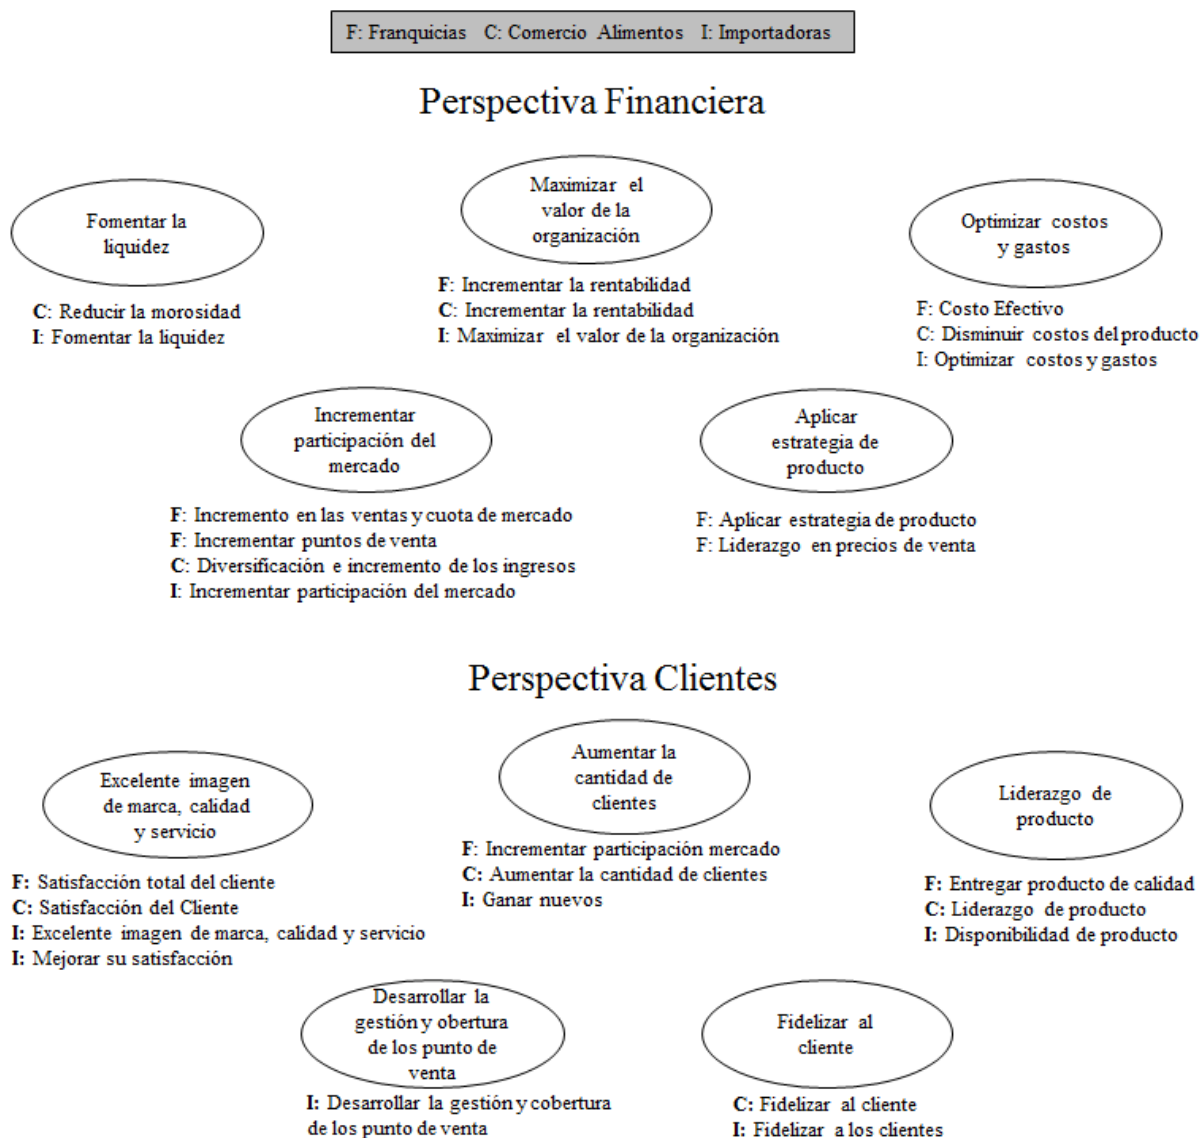 F: Franquicias C: Comercio Alimentos I: Importadoras
Perspectiva Financiera
Fomentar la
liquidez
C: Reducir la morosidad
I: Fomentar la liquidez
Maximizar el
valor de la
organización
F: Incrementar la rentabilidad
C: Incrementar la rentabilidad
I: Maximizar el valor de la organización
Optimizar costos
y gastos
F: Costo Efectivo
C: Disminuir costos del producto
I: Optimizar costos y gastos
Incrementar
participación del
mercado
F: Incremento en las ventas y cuota de mercado
F: Incrementar puntos de venta
C: Diversificación e incremento de los ingresos
I: Incrementar participación del mercado
Aplicar
estrategia de
producto
F: Aplicar estrategia de producto
F: Liderazgo en precios de venta
Perspectiva Clientes
Excelente imagen
de marca, calidad
y servicio
F: Satisfacción total del cliente
C: Satisfacción del Cliente
I: Excelente imagen de marca, calidad y servicio
I: Mejorar su satisfacción
Aumentar la
cantidad de
clientes
F: Incrementar participación mercado
C: Aumentar la cantidad de clientes
I: Ganar nuevos
Liderazgo de
producto
F: Entregar producto de calidad
C: Liderazgo de producto
I: Disponibilidad de producto
Desarrollar la
gestión y obertura
de los punto de
venta
I: Desarrollar la gestión y cobertura
de los punto de venta
Fidelizar al
cliente
C: Fidelizar al cliente
I: Fidelizar a los clientes